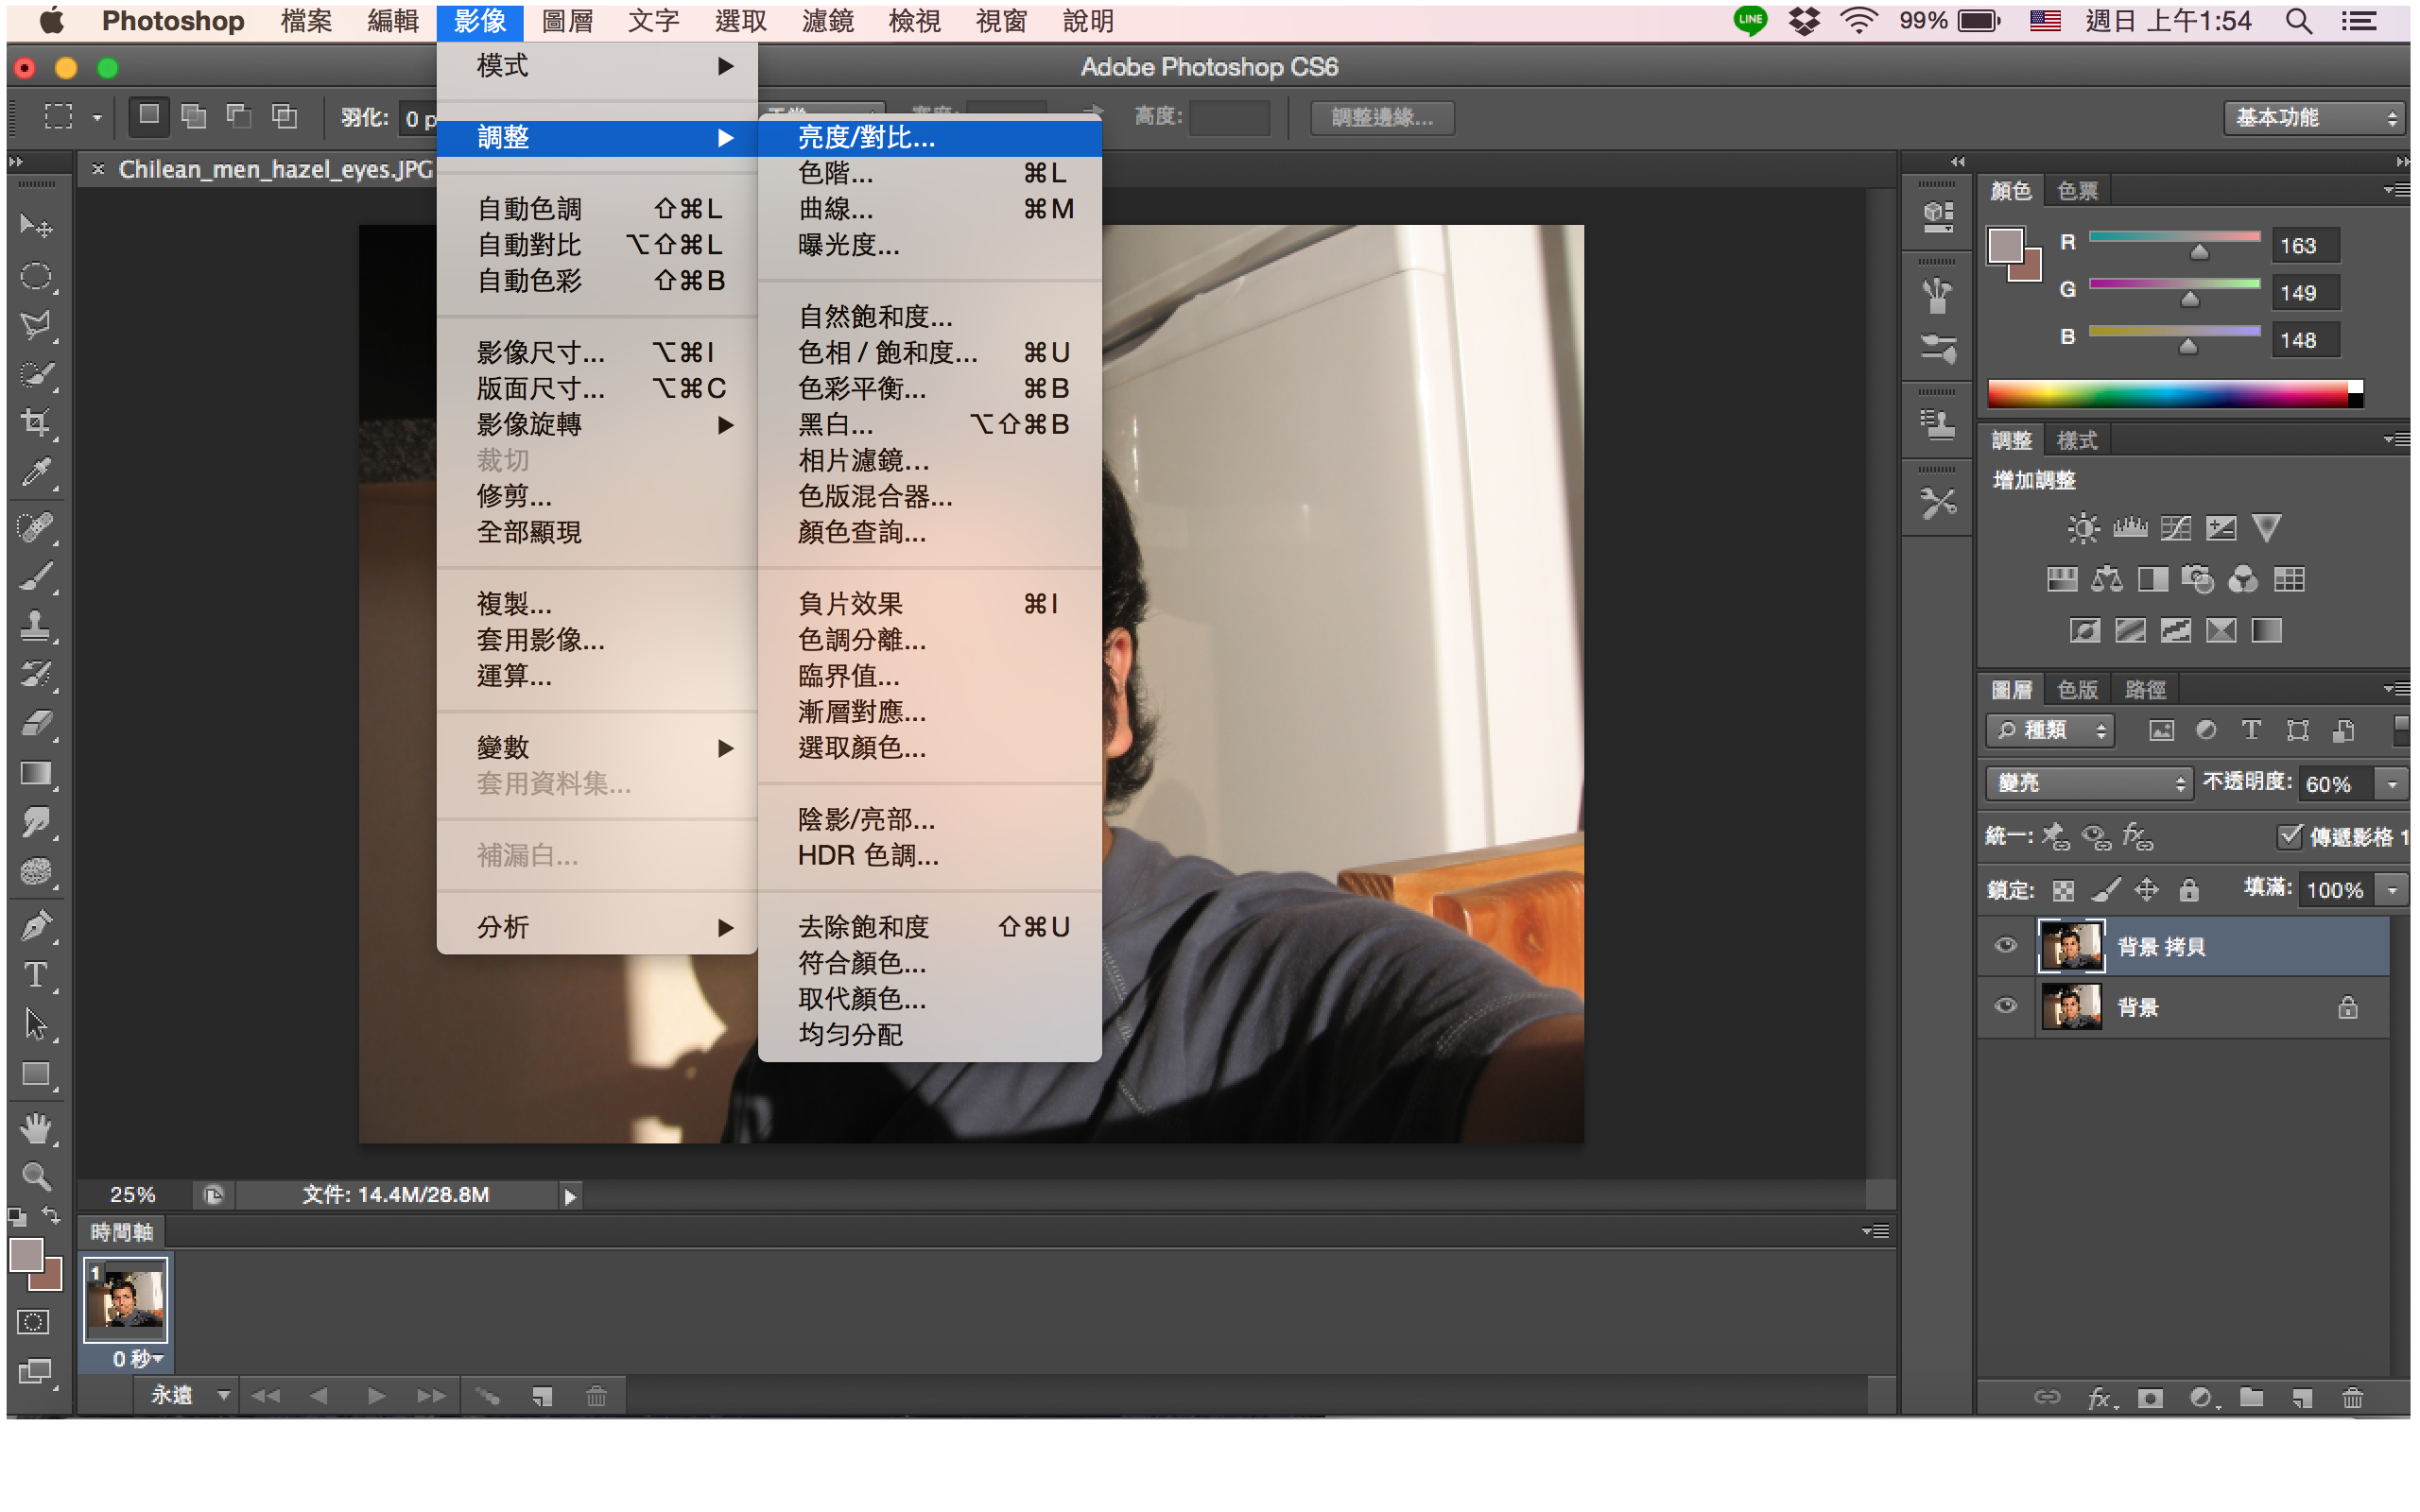 Photoshop 檔案 編輯 影像 圖層 文字 選取 濾鏡 檢視 視窗 說明 LINE 99% 週日 上午1:54
Adobe Photoshop CS6
羽化: 0 p 高度: 調整邊緣... 基本功能
× Chilean_men_hazel_eyes.JPG
模式
調整
自動色調 ⇧⌘L
自動對比 ⌥⇧⌘L
自動色彩 ⇧⌘B
影像尺寸... ⌥⌘I
版面尺寸... ⌥⌘C
影像旋轉
裁切
修剪...
全部顯現
複製...
套用影像...
運算...
變數
套用資料集...
補漏白...
分析
亮度/對比...
色階... ⌘L
曲線... ⌘M
曝光度...
自然飽和度...
色相 / 飽和度... ⌘U
色彩平衡... ⌘B
黑白... ⌥⇧⌘B
相片濾鏡...
色版混合器...
顏色查詢...
負片效果 ⌘I
色調分離...
臨界值...
漸層對應...
選取顏色...
陰影/亮部...
HDR 色調...
去除飽和度 ⇧⌘U
符合顏色...
取代顏色...
均勻分配
顏色 色票
R 163
G 149
B 148
調整 樣式
增加調整
圖層 色版 路徑
種類
變亮 不透明度: 60%
統一: 傳遞影格 1
鎖定: 填滿: 100%
背景 拷貝
背景
25% 文件: 14.4M/28.8M
時間軸
1
0 秒
永遠